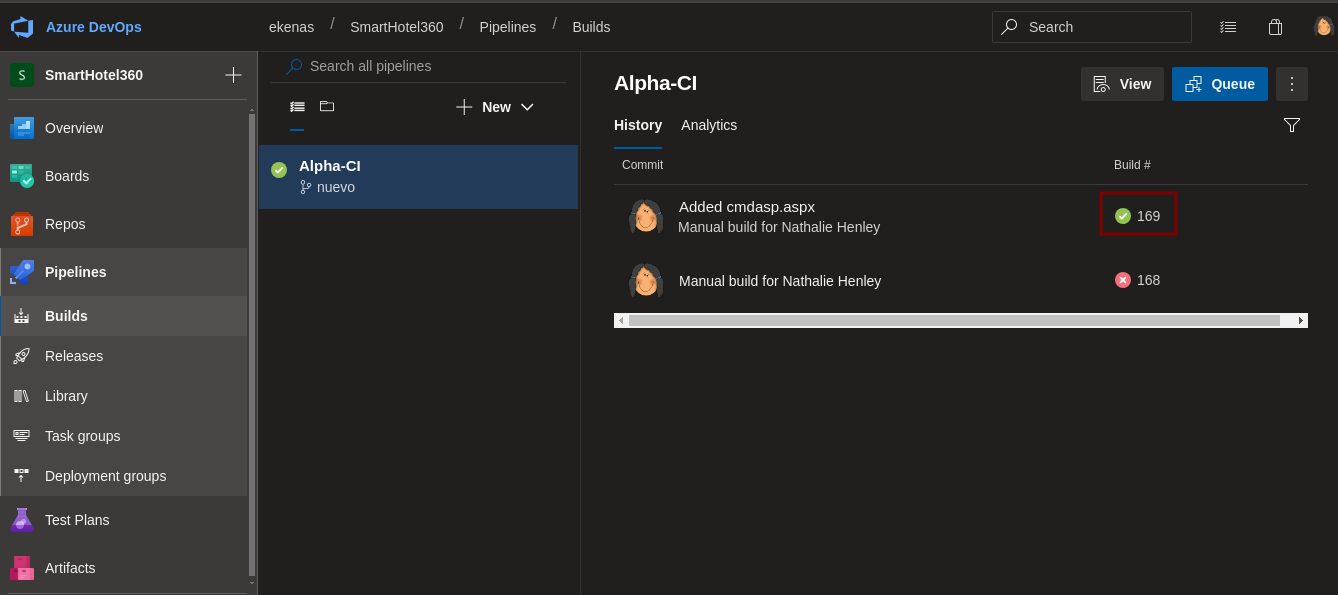 Azure DevOps
ekenas / SmartHotel360 / Pipelines / Builds
Search
S
SmartHotel360
Overview
Boards
Repos
Pipelines
Builds
Releases
Library
Task groups
Deployment groups
Test Plans
Artifacts
Search all pipelines
New
Alpha-CI
nuevo
Alpha-CI
View
Queue
History Analytics
Commit Build #
Added cmdasp.aspx
Manual build for Nathalie Henley
169
Manual build for Nathalie Henley
168